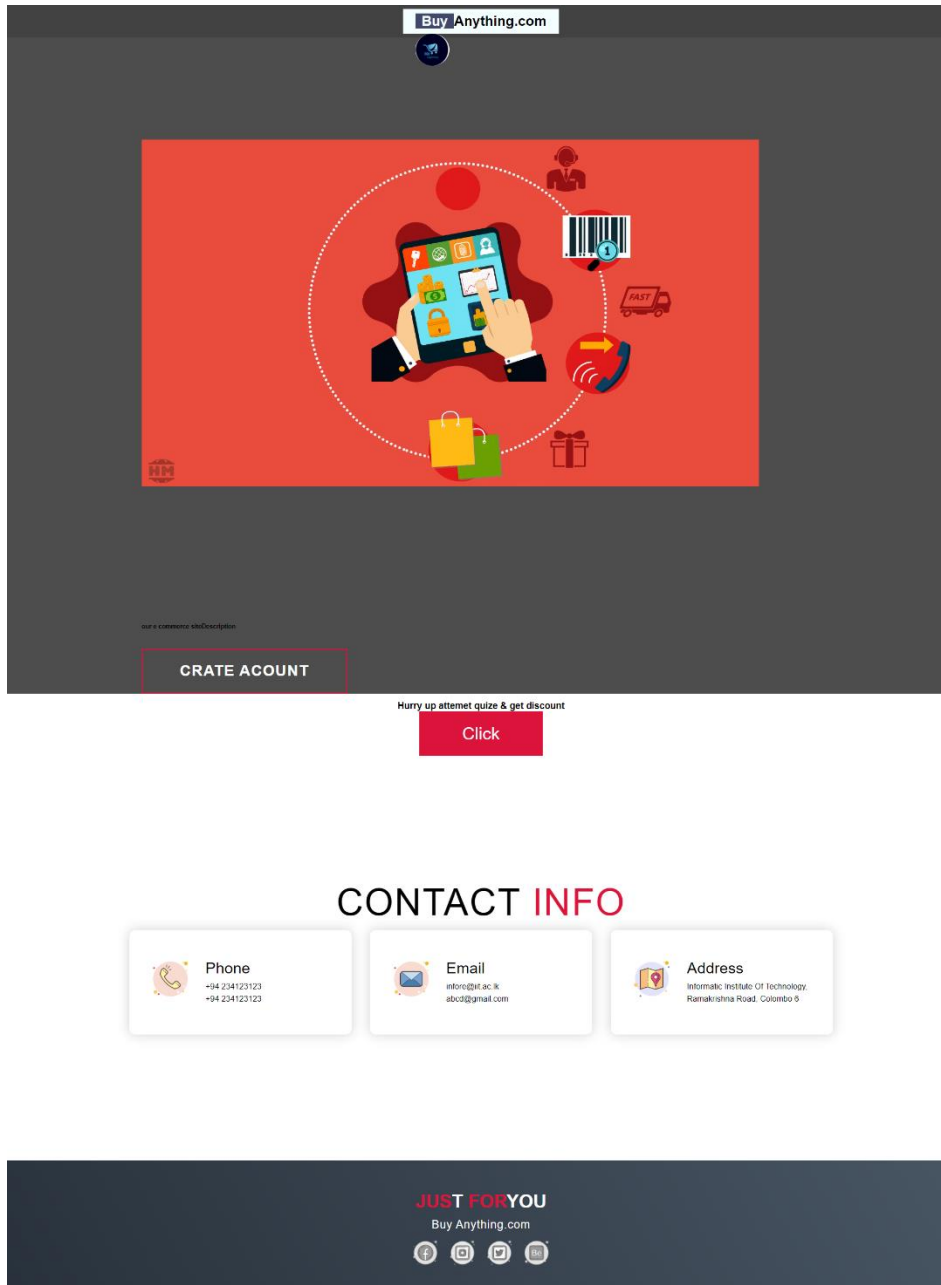 Buy Anything.com
1
FAST
HM
our e commerce siteDescription
CRATE ACOUNT
Hurry up attemet quize & get discount
Click
CONTACT INFO
Phone
+94 234123123
+94 234123123
Email
infore@iit.ac.lk
abcd@gmail.com
Address
Informatic Institute Of Technology,
Ramakrishna Road. Colombo 6
JUST FORYOU
Buy Anything.com